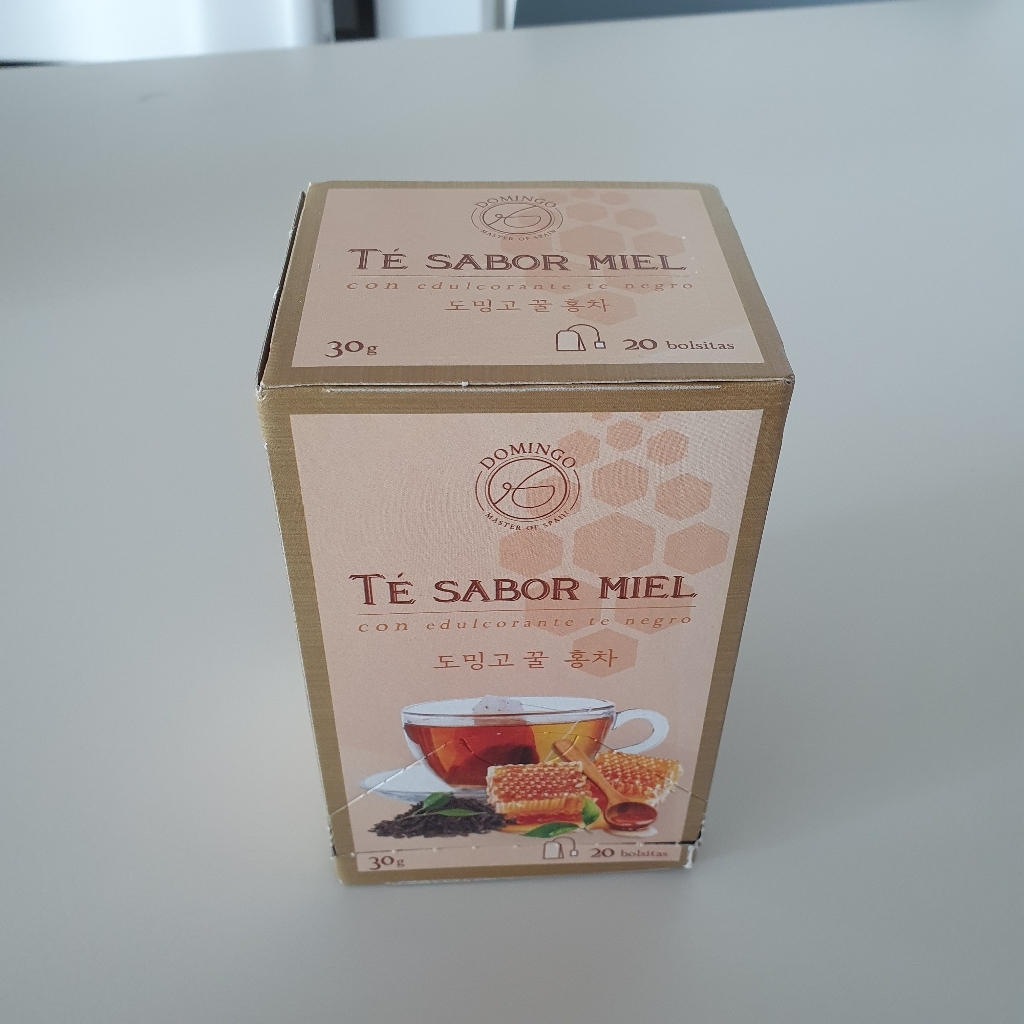 DOMINGO
MASTER OF SPAIN
TÉ SABOR MIEL
con edulcorante te negro
도밍고 꿀 홍차
30g
20 bolsitas
DOMINGO
MASTER OF SPAIN
TÉ SABOR MIEL
con edulcorante te negro
도밍고 꿀 홍차
30g
20 bolsitas